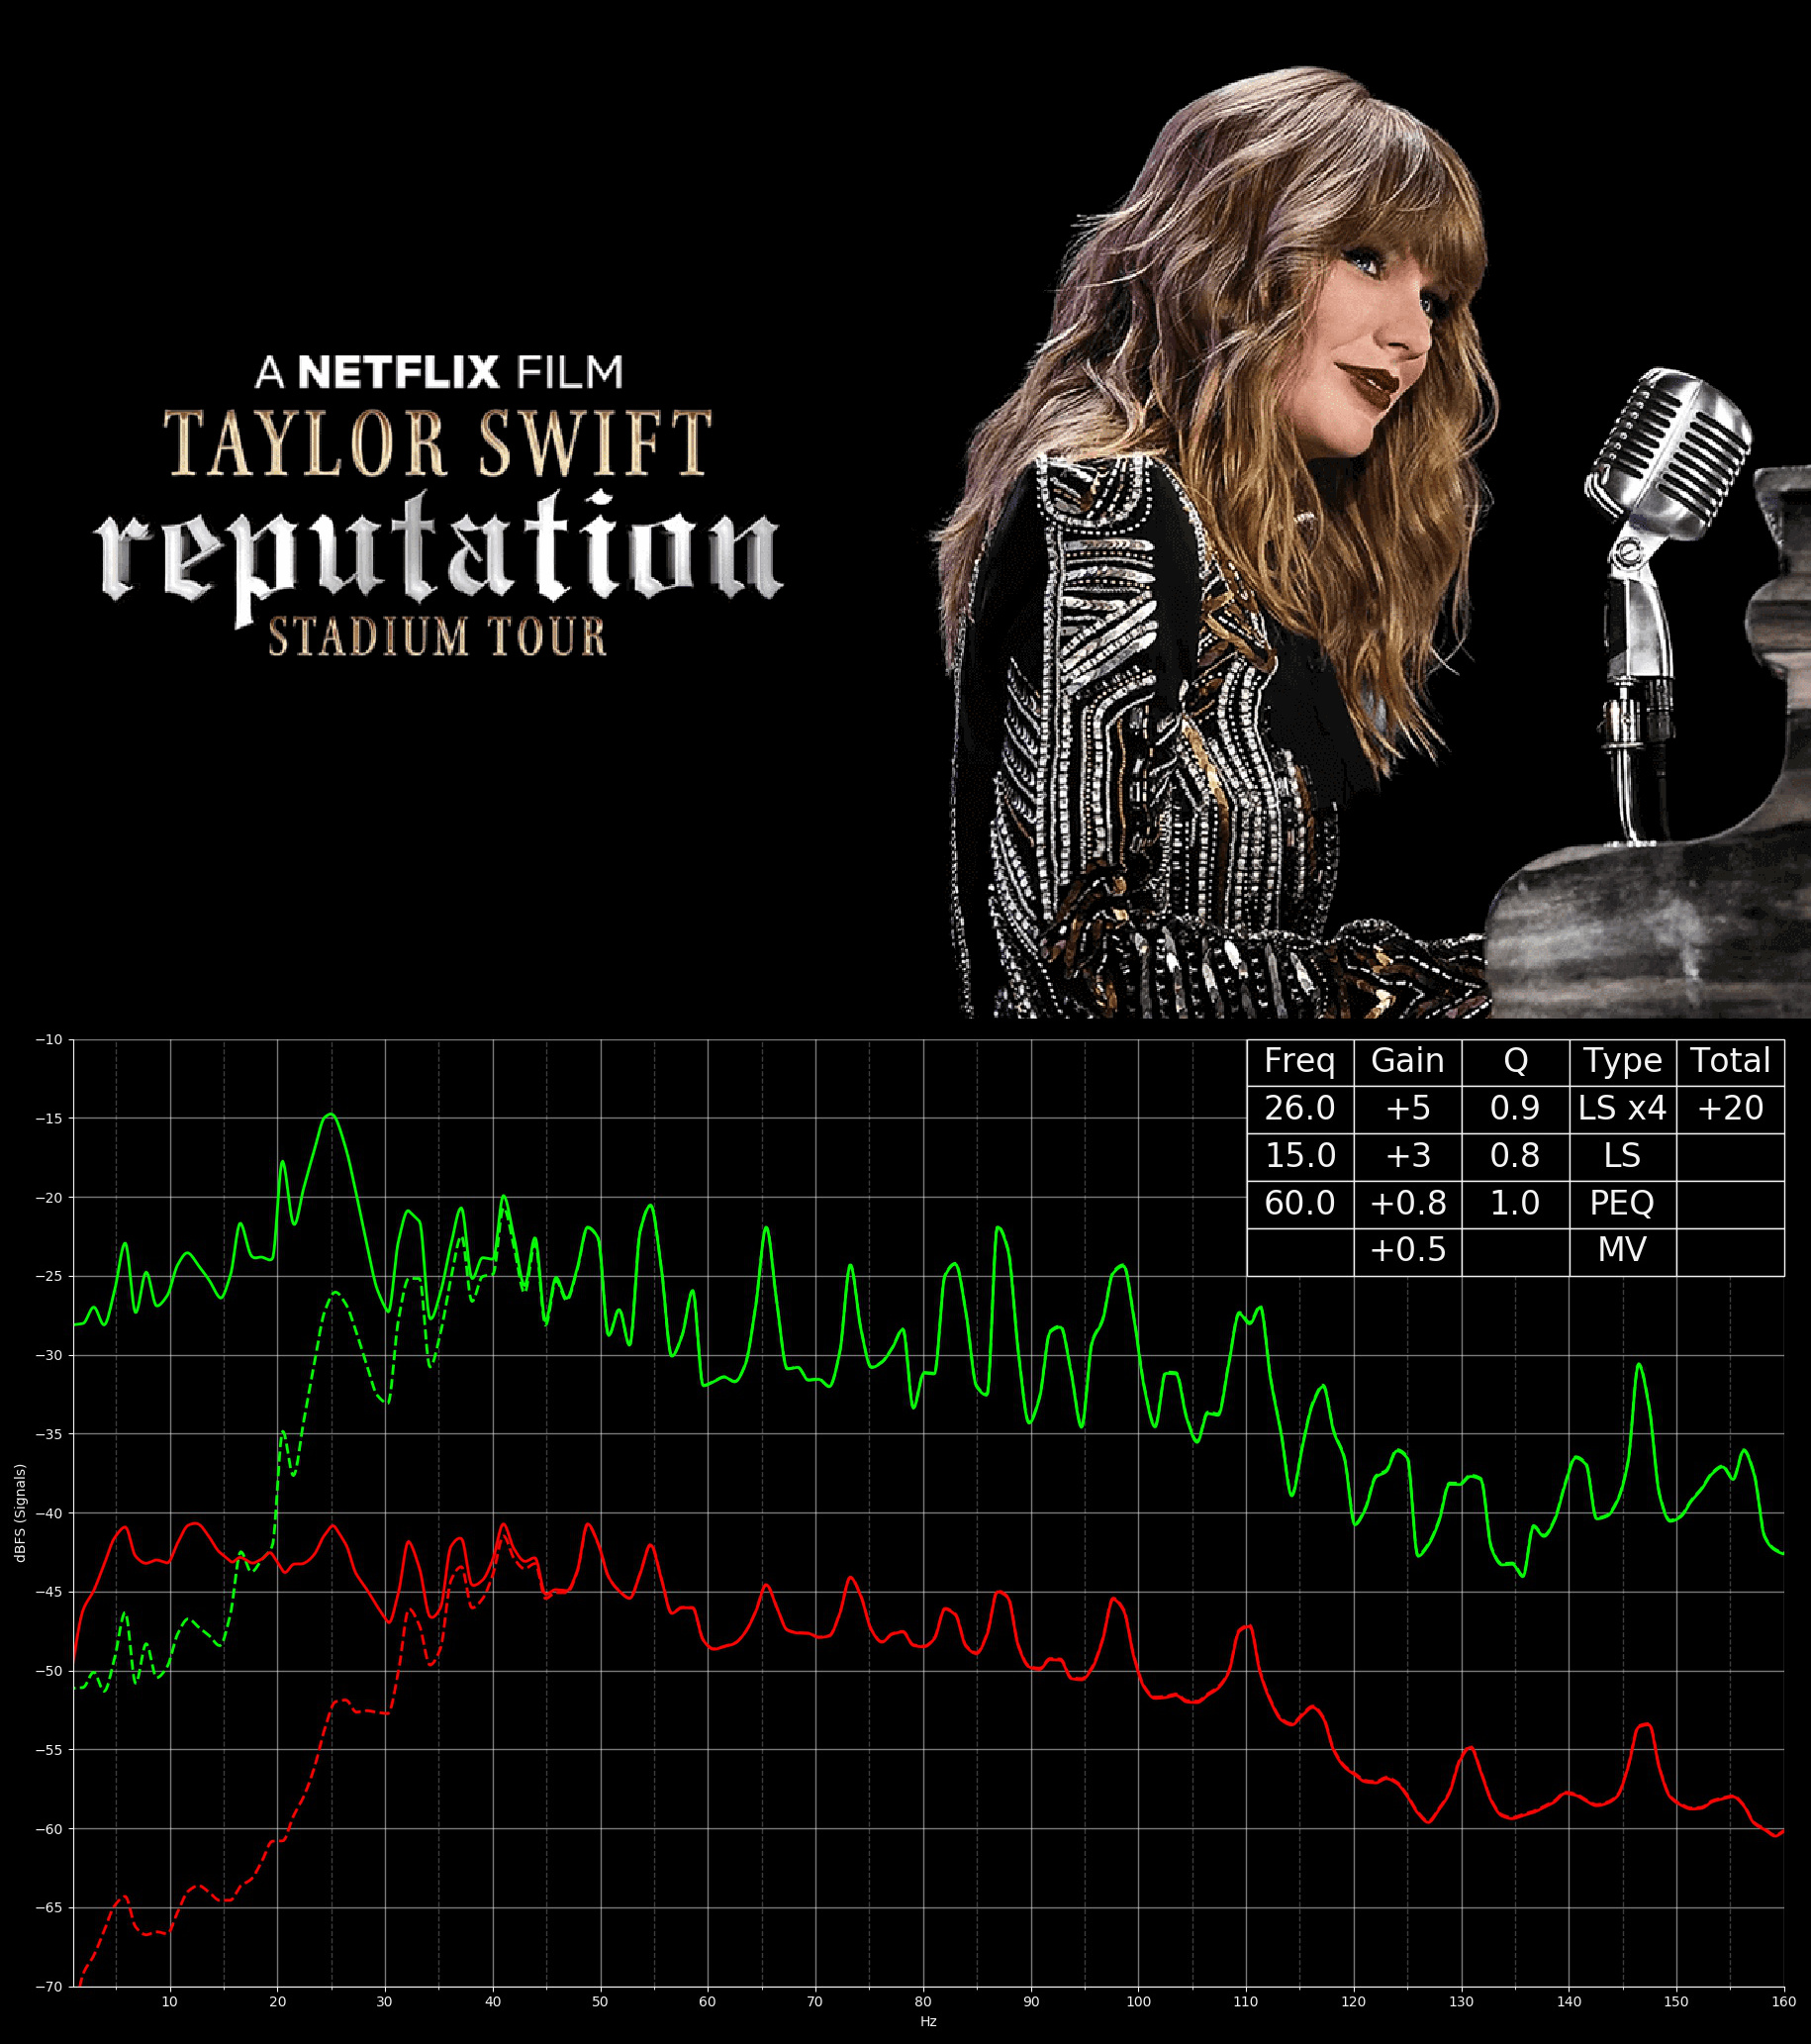 A NETFLIX FILM
TAYLOR SWIFT
reputation
STADIUM TOUR
Freq Gain Q Type Total
26.0 +5 0.9 LS x4 +20
15.0 +3 0.8 LS
60.0 +0.8 1.0 PEQ
+0.5 MV
−10
−15
−20
−25
−30
−35
−40
−45
−50
−55
−60
−65
−70
dBFS (Signals)
10 20 30 40 50 60 70 80 90 100 110 120 130 140 150 160
Hz